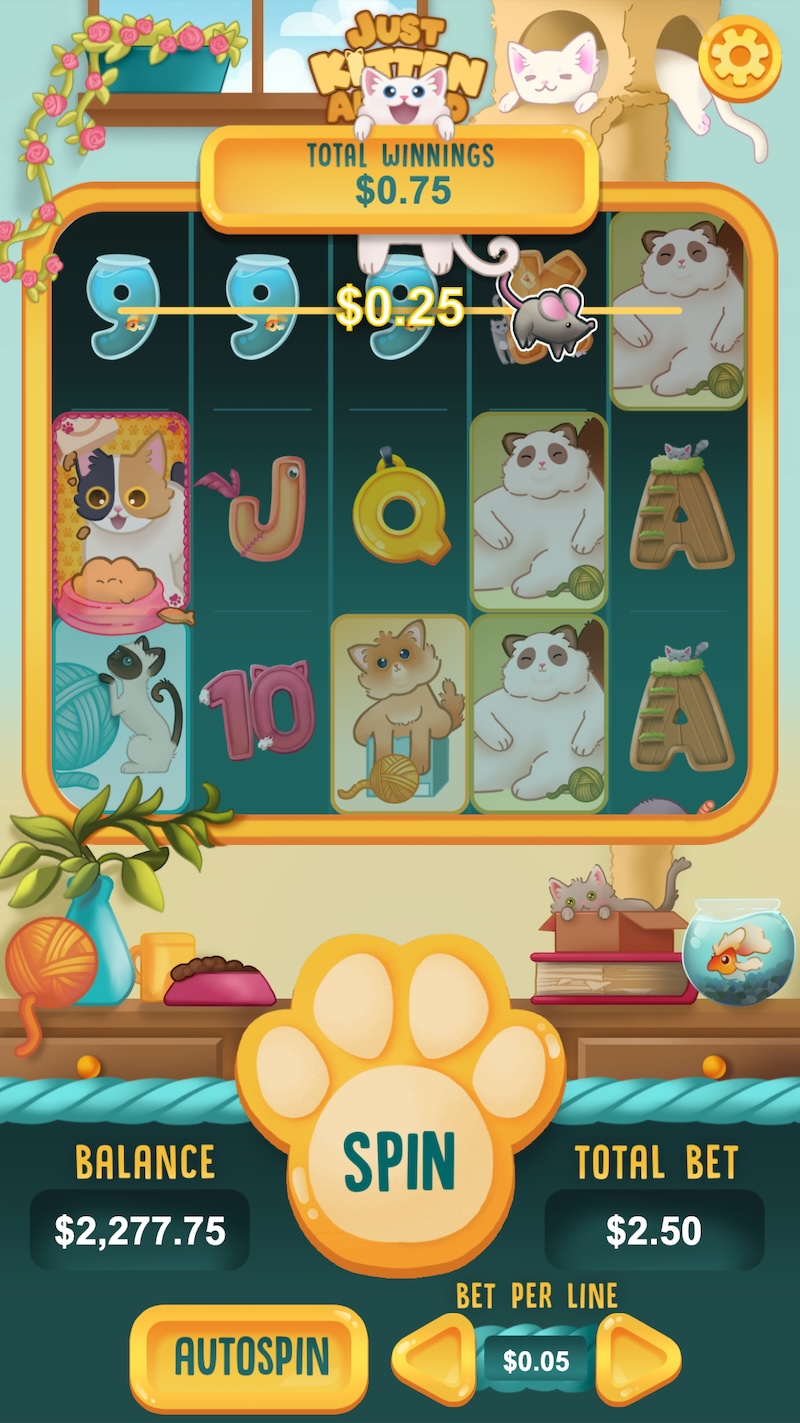 JUST
KITTEN
TOTAL WINNINGS
$0.75
9 9 9 K
$0.25
J Q A
10 A
SPIN
BALANCE
TOTAL BET
$2,277.75
$2.50
BET PER LINE
AUTOSPIN
$0.05